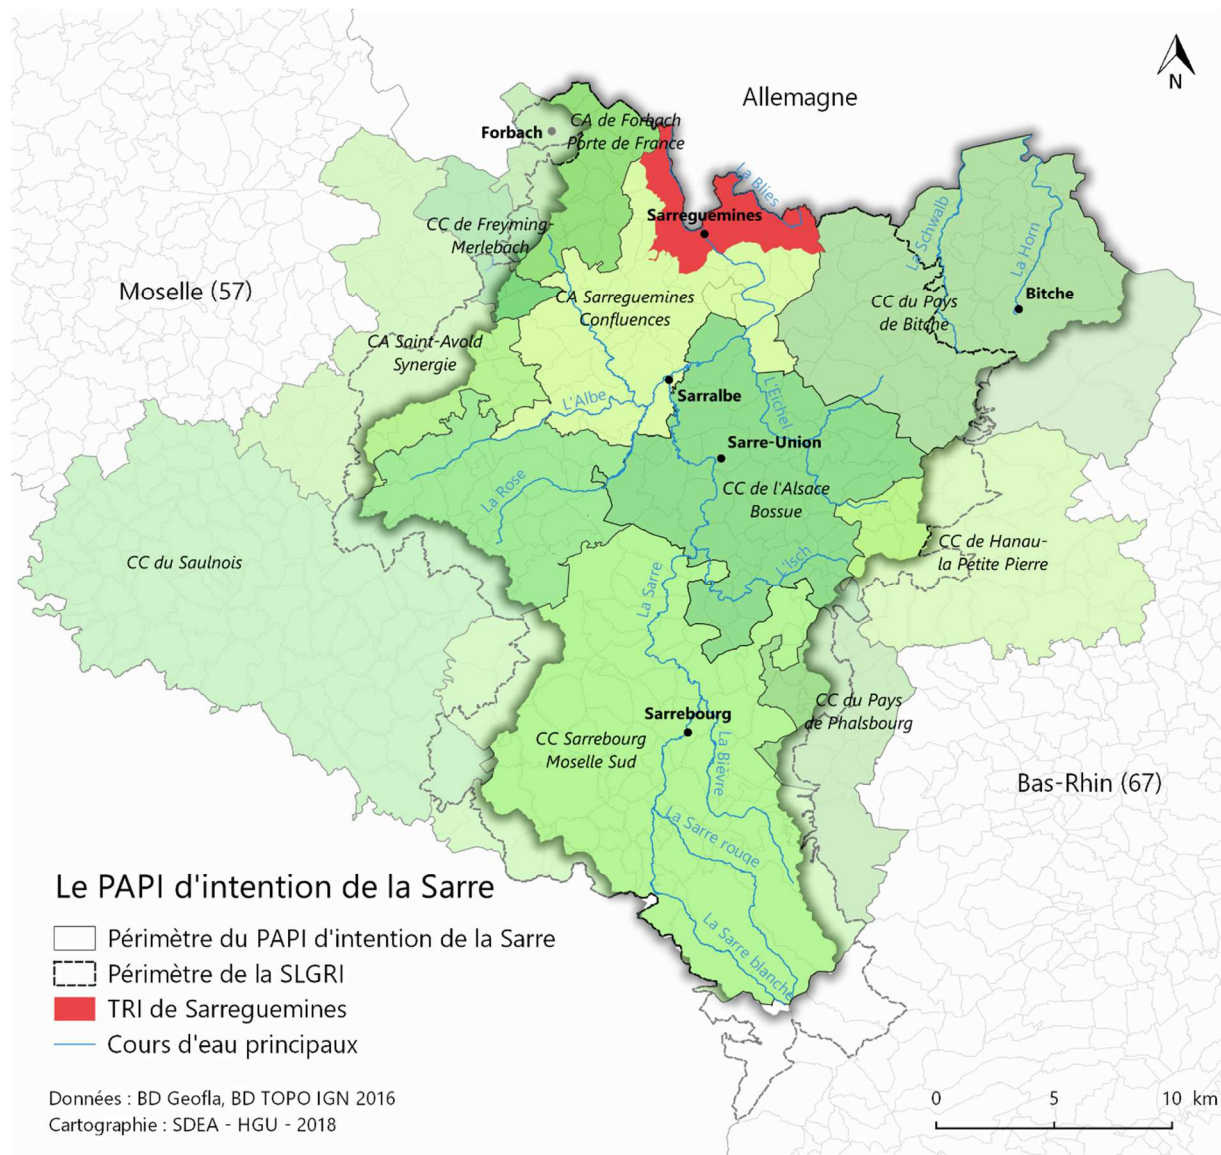 N
Allemagne
CA de Forbach
Porte de France
Forbach
La Blies
Sarreguemines
La Schwalb
La Horn
CC de Freyming-
Merlebach
Moselle (57)
CA Sarreguemines
Confluences
CC du Pays
de Bitche
Bitche
CA Saint-Avold
Synergie
L'Albe
Sarralbe
L'Eichel
Sarre-Union
La Rose
CC de l'Alsace
Bossue
CC du Saulnois
CC de Hanau-
la Petite Pierre
L'Isch
La Sarre
CC du Pays
de Phalsbourg
Sarrebourg
CC Sarrebourg
Moselle Sud
La Bièvre
Bas-Rhin (67)
La Sarre rouge
La Sarre blanche
Le PAPI d'intention de la Sarre
Périmètre du PAPI d'intention de la Sarre
Périmètre de la SLGRI
TRI de Sarreguemines
Cours d'eau principaux
Données : BD Geofla, BD TOPO IGN 2016
Cartographie : SDEA - HGU - 2018
0 5 10 km